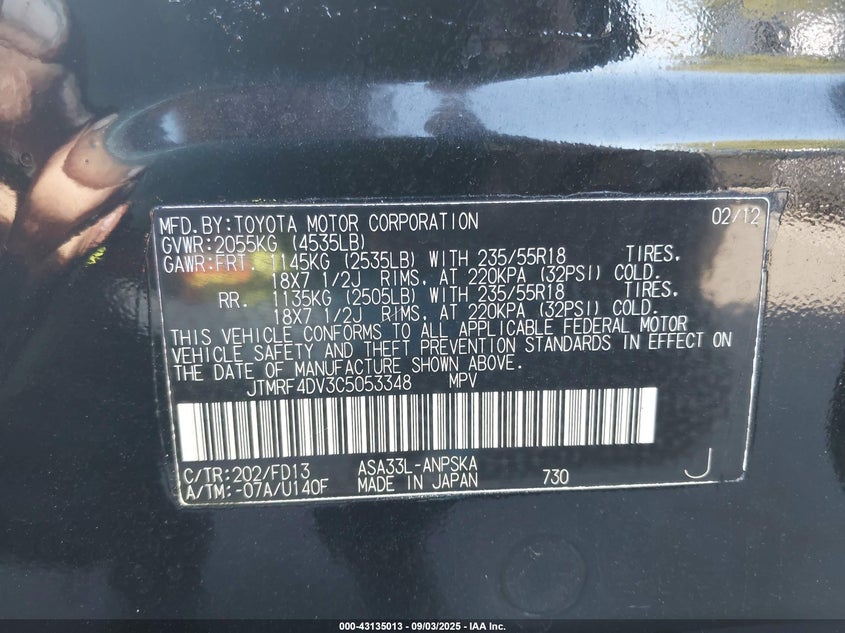 MFD.BY:TOYOTA MOTOR CORPORATION 02/12
GVWR:2055KG (4535LB)
GAWR:FRT. 1145KG (2535LB) WITH 235/55R18 TIRES,
18X7 1/2J RIMS, AT 220KPA (32PSI) COLD.
RR. 1135KG (2505LB) WITH 235/55R18 TIRES,
18X7 1/2J RIMS, AT 220KPA (32PSI) COLD.
THIS VEHICLE CONFORMS TO ALL APPLICABLE FEDERAL MOTOR
VEHICLE SAFETY AND THEFT PREVENTION STANDARDS IN EFFECT ON
THE DATE OF MANUFACTURE SHOWN ABOVE.
JTMRF4DV3C5053348 MPV
C/TR:202/FD13 ASA33L-ANPSKA
A/TM:-07A/U140F MADE IN JAPAN 730 J
000-43135013 - 09/03/2025 - IAA Inc.